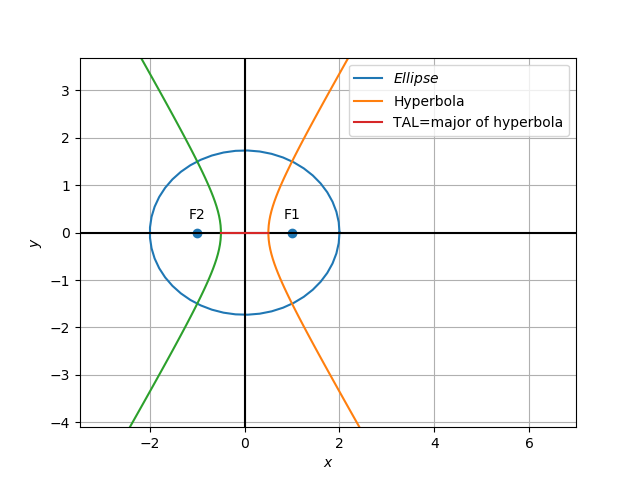 Ellipse
Hyperbola
TAL=major of hyperbola
3
2
1
0
−1
−2
−3
−4
F2
F1
y
−2
0
2
4
6
x